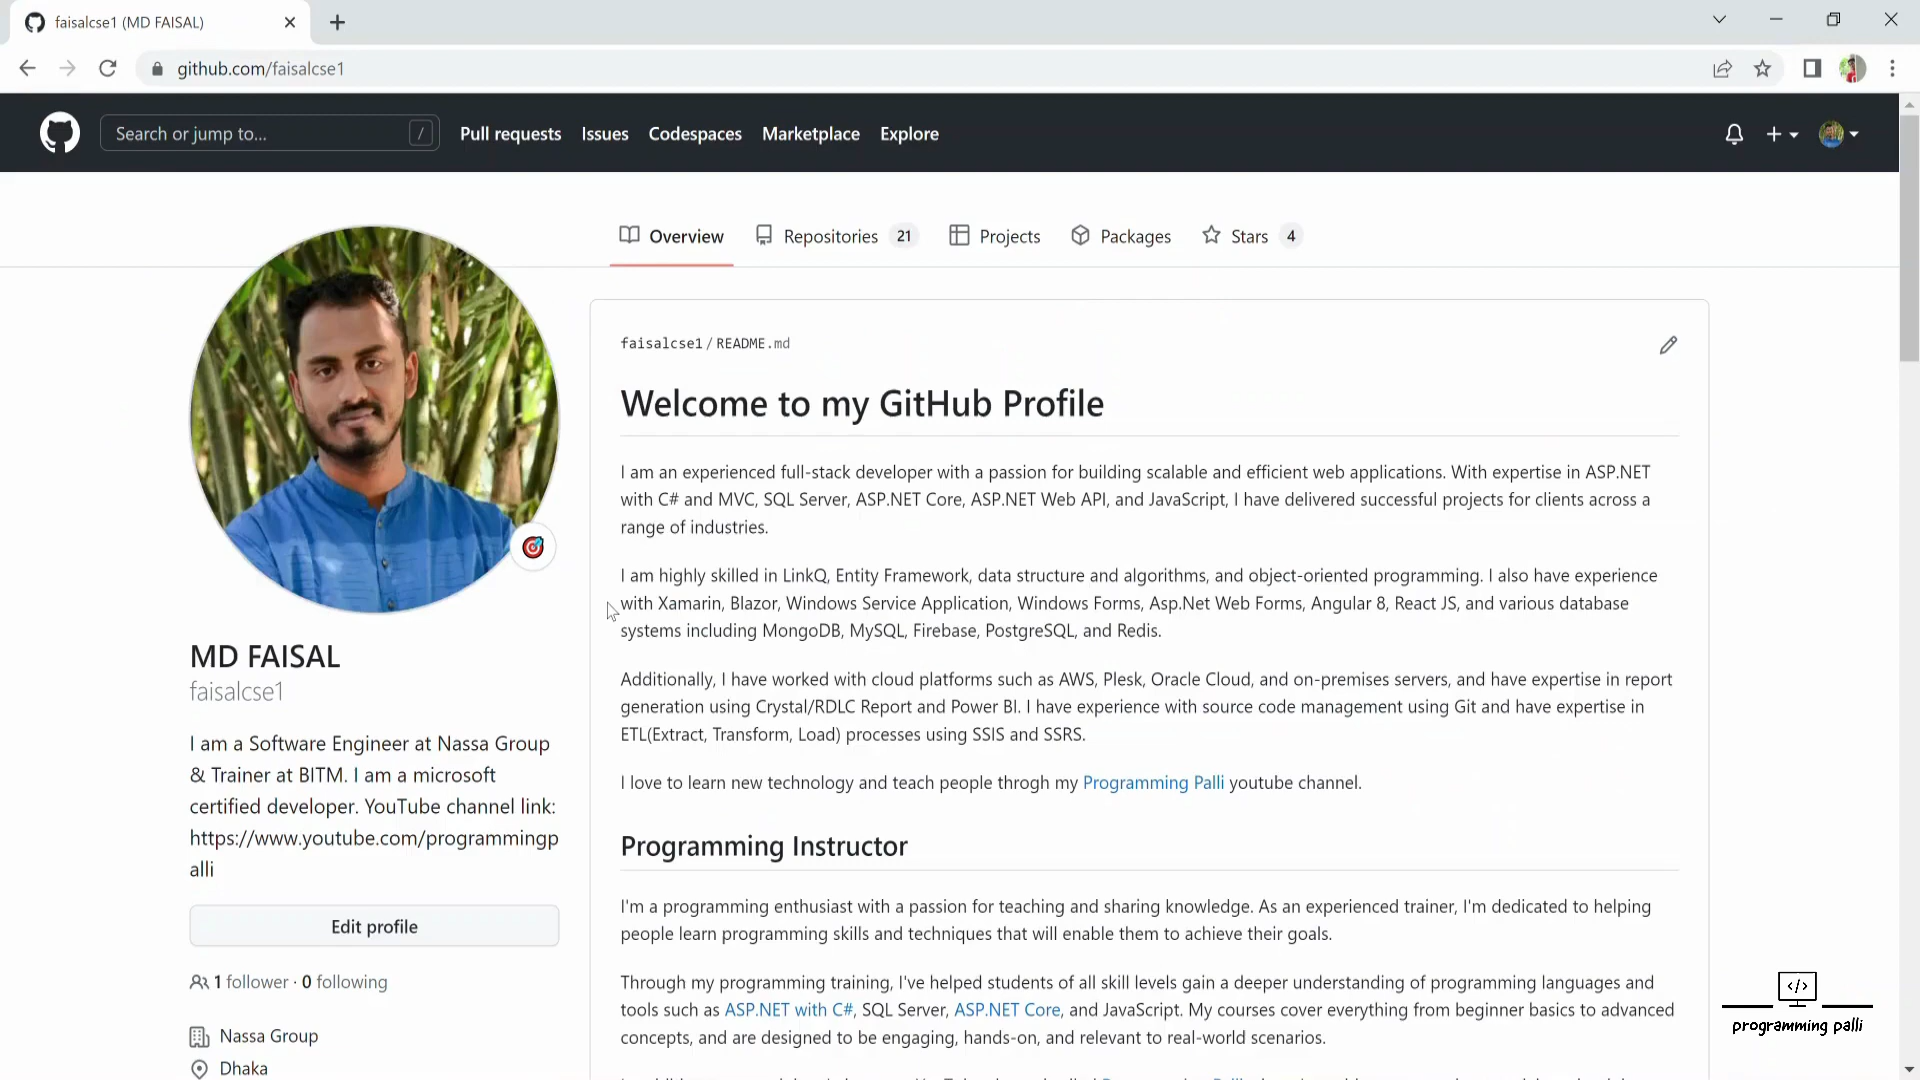 faisalcse1 (MD FAISAL)
github.com/faisalcse1
Search or jump to... /
Pull requests Issues Codespaces Marketplace Explore
Overview Repositories 21 Projects Packages Stars 4
faisalcse1 / README.md
Welcome to my GitHub Profile
I am an experienced full-stack developer with a passion for building scalable and efficient web applications. With expertise in ASP.NET
with C# and MVC, SQL Server, ASP.NET Core, ASP.NET Web API, and JavaScript, I have delivered successful projects for clients across a
range of industries.
I am highly skilled in LinkQ, Entity Framework, data structure and algorithms, and object-oriented programming. I also have experience
with Xamarin, Blazor, Windows Service Application, Windows Forms, Asp.Net Web Forms, Angular 8, React JS, and various database
systems including MongoDB, MySQL, Firebase, PostgreSQL, and Redis.
Additionally, I have worked with cloud platforms such as AWS, Plesk, Oracle Cloud, and on-premises servers, and have expertise in report
generation using Crystal/RDLC Report and Power BI. I have experience with source code management using Git and have expertise in
ETL(Extract, Transform, Load) processes using SSIS and SSRS.
I love to learn new technology and teach people throgh my Programming Palli youtube channel.
Programming Instructor
I'm a programming enthusiast with a passion for teaching and sharing knowledge. As an experienced trainer, I'm dedicated to helping
people learn programming skills and techniques that will enable them to achieve their goals.
Through my programming training, I've helped students of all skill levels gain a deeper understanding of programming languages and
tools such as ASP.NET with C#, SQL Server, ASP.NET Core, and JavaScript. My courses cover everything from beginner basics to advanced
concepts, and are designed to be engaging, hands-on, and relevant to real-world scenarios.
MD FAISAL
faisalcse1
I am a Software Engineer at Nassa Group
& Trainer at BITM. I am a microsoft
certified developer. YouTube channel link:
https://www.youtube.com/programmingp
alli
Edit profile
1 follower · 0 following
Nassa Group
Dhaka
</>
programming palli